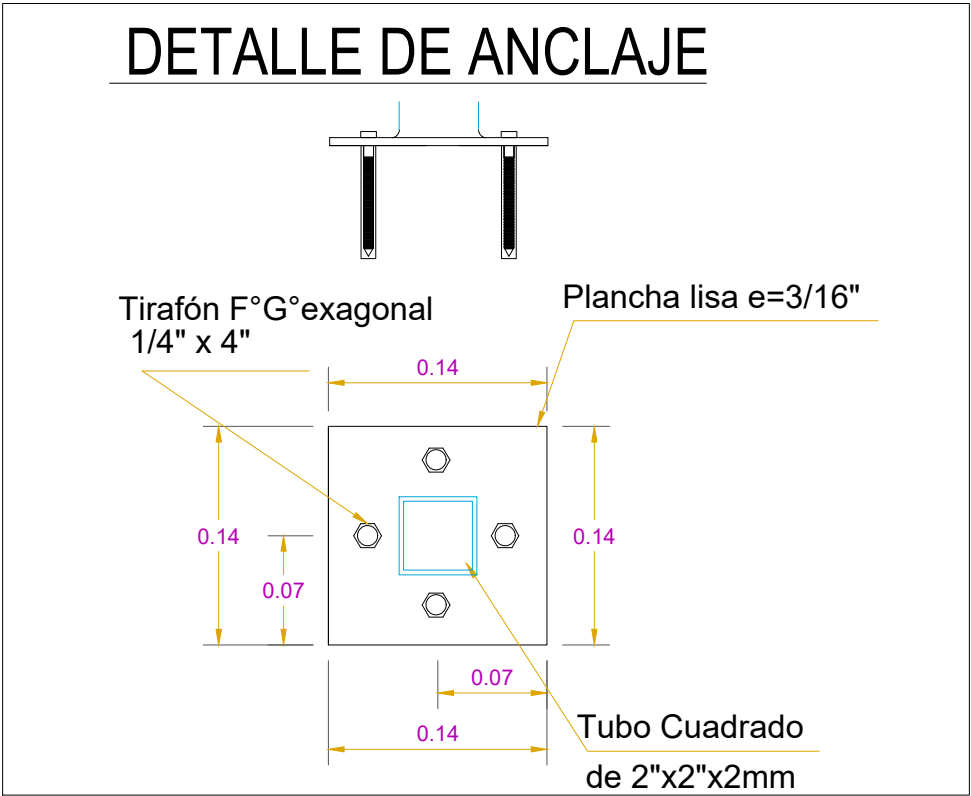 DETALLE DE ANCLAJE
Tirafón F°G°exagonal
1/4" x 4"
Plancha lisa e=3/16"
0.14
0.14
0.14
0.07
0.07
0.14
Tubo Cuadrado
de 2"x2"x2mm